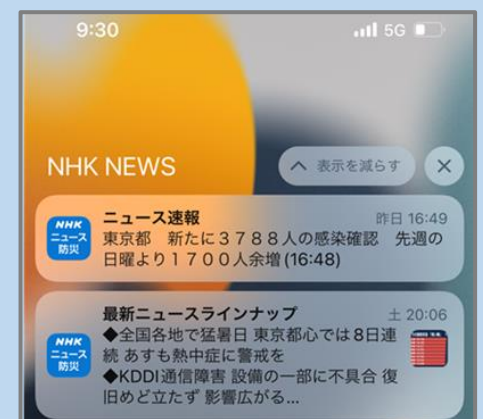 9:30
5G
NHK NEWS
表示を減らす
NHK
ニュース
防災
ニュース速報
昨日 16:49
東京都　新たに３７８８人の感染確認　先週の
日曜より１７００人余増(16:48)
NHK
ニュース
防災
最新ニュースラインナップ
土 20:06
◆全国各地で猛暑日 東京都心では8日連
続 あすも熱中症に警戒を
◆KDDI通信障害 設備の一部に不具合 復
旧めど立たず 影響広がる...